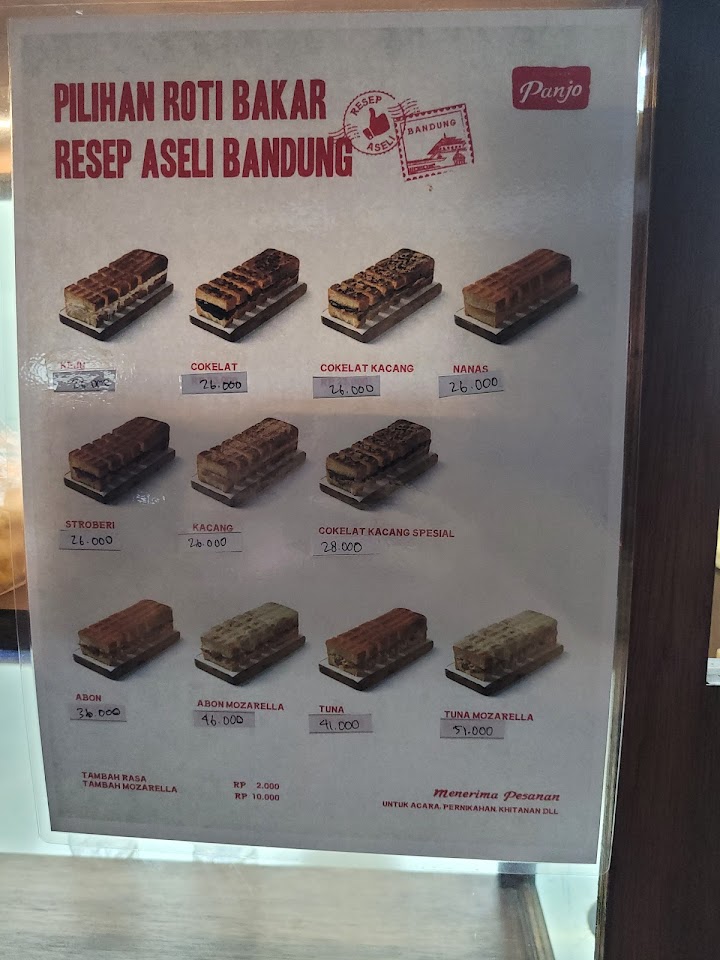 PILIHAN ROTI BAKAR
RESEP ASELI BANDUNG
RESEP
ASELI
BANDUNG
Panjo
COKELAT
26.000
COKELAT KACANG
26.000
NANAS
26.000
STROBERI
26.000
KACANG
26.000
COKELAT KACANG SPESIAL
28.000
ABON
36.000
ABON MOZARELLA
46.000
TUNA
41.000
TUNA MOZARELLA
51.000
TAMBAH RASA RP 2.000
TAMBAH MOZARELLA RP 10.000
Menerima Pesanan
UNTUK ACARA, PERNIKAHAN, KHITANAN DLL